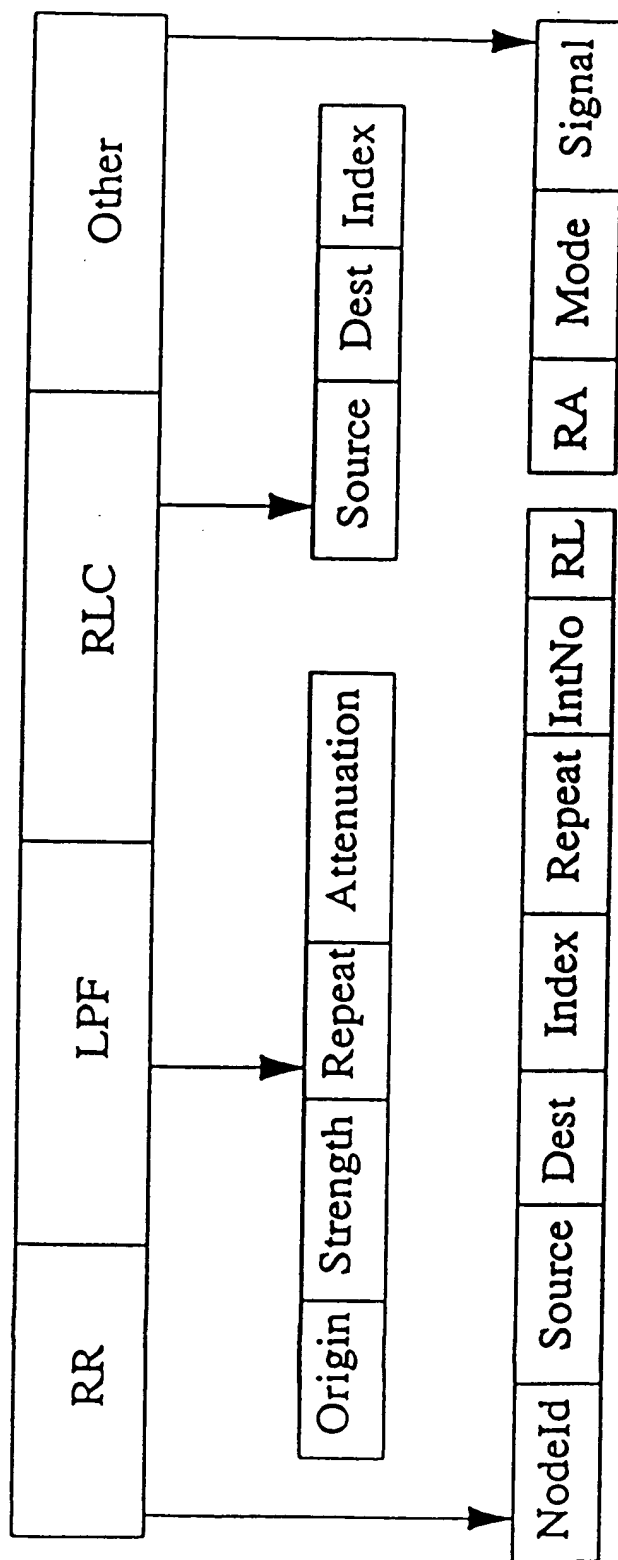 RR LPF RLC Other
Origin Strength Repeat Attenuation Source Dest Index
NodeId Source Dest Index Repeat IntNo RL RA Mode Signal